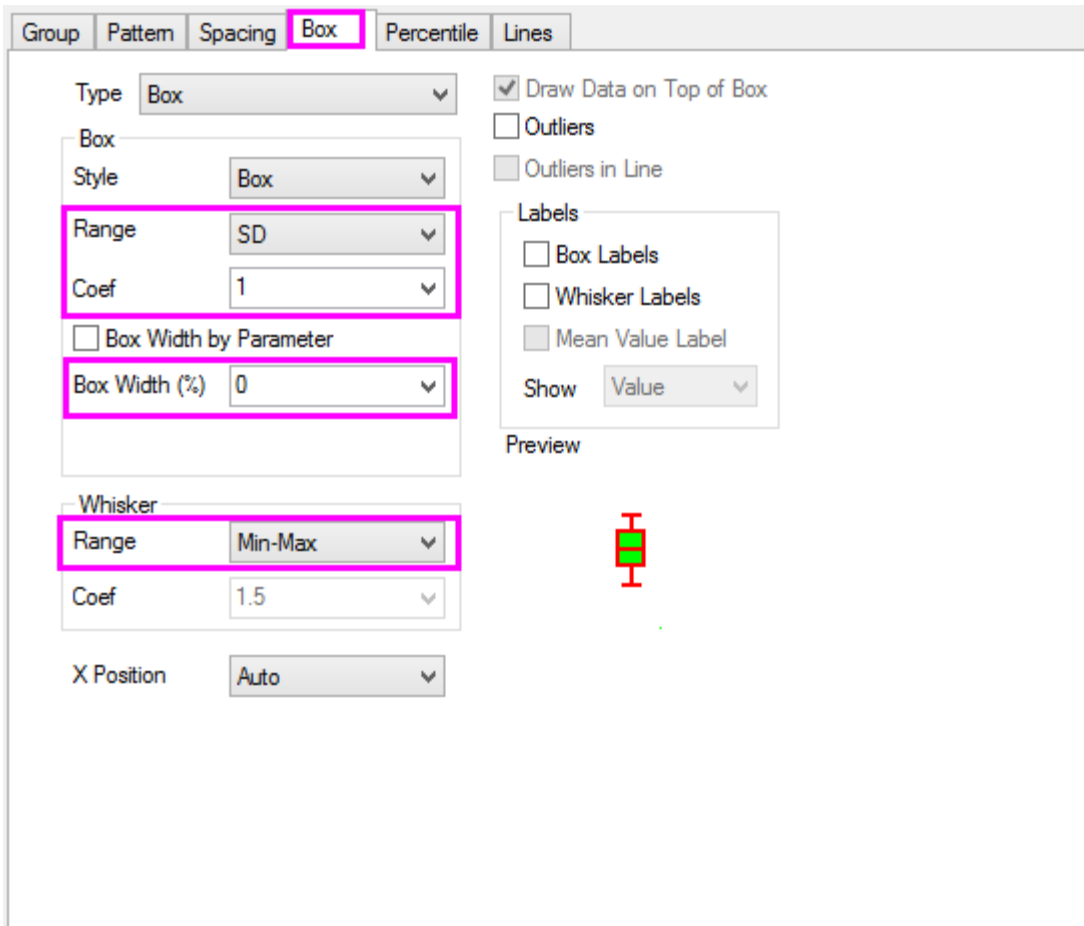 Group Pattern Spacing Box Percentile Lines
Type Box
Box
Style Box
Range SD
Coef 1
Box Width by Parameter
Box Width (%) 0
Whisker
Range Min-Max
Coef 1.5
X Position Auto
Draw Data on Top of Box
Outliers
Outliers in Line
Labels
Box Labels
Whisker Labels
Mean Value Label
Show Value
Preview